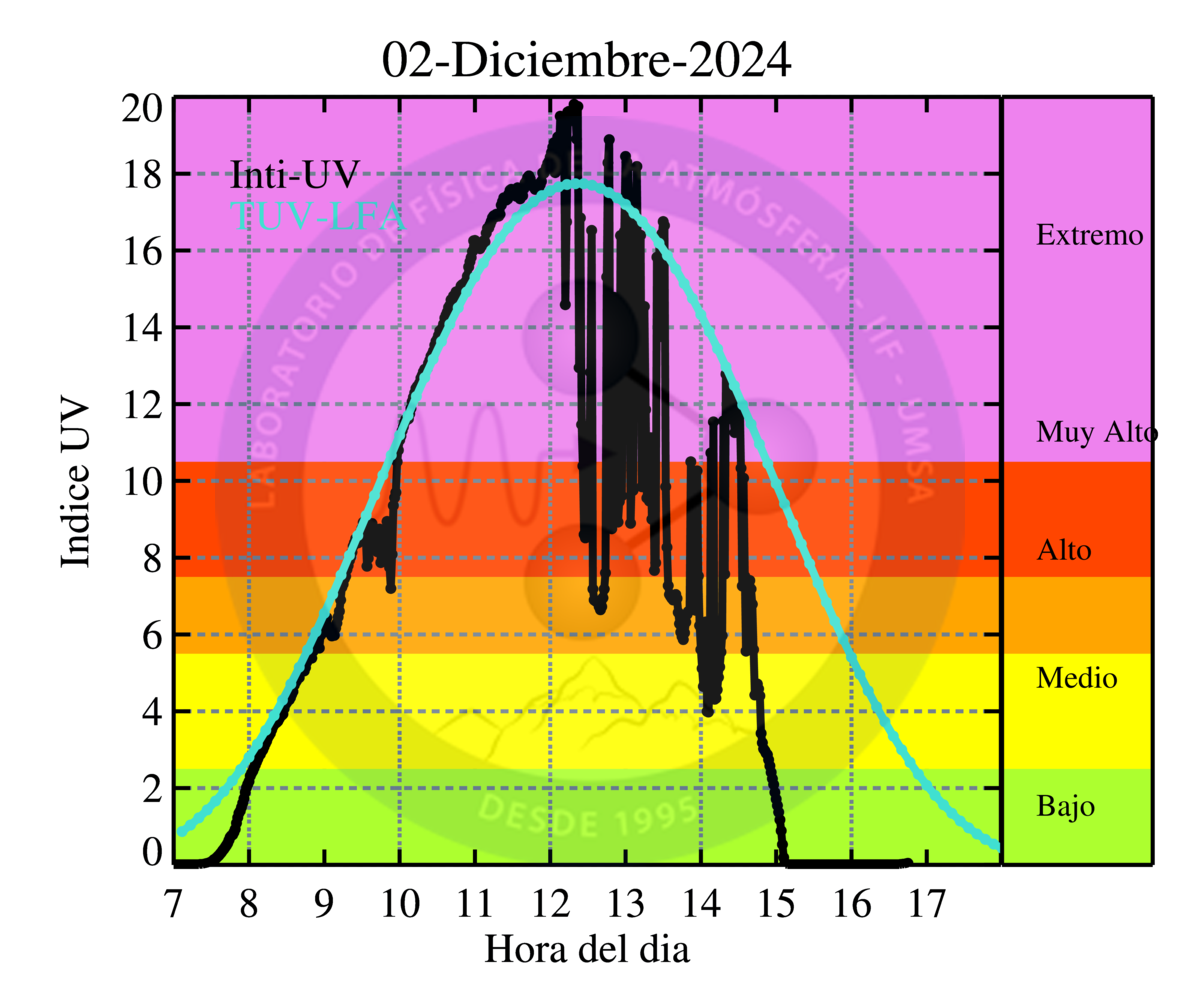 02-Diciembre-2024
20
18
16
14
12
10
8
6
4
2
0
Indice UV
Inti-UV
TUV-LFA
LABORATORIO DE FÍSICA DE LA ATMÓSFERA - IIF - UMSA
DESDE 1995
Extremo
Muy Alto
Alto
Medio
Bajo
7 8 9 10 11 12 13 14 15 16 17
Hora del dia